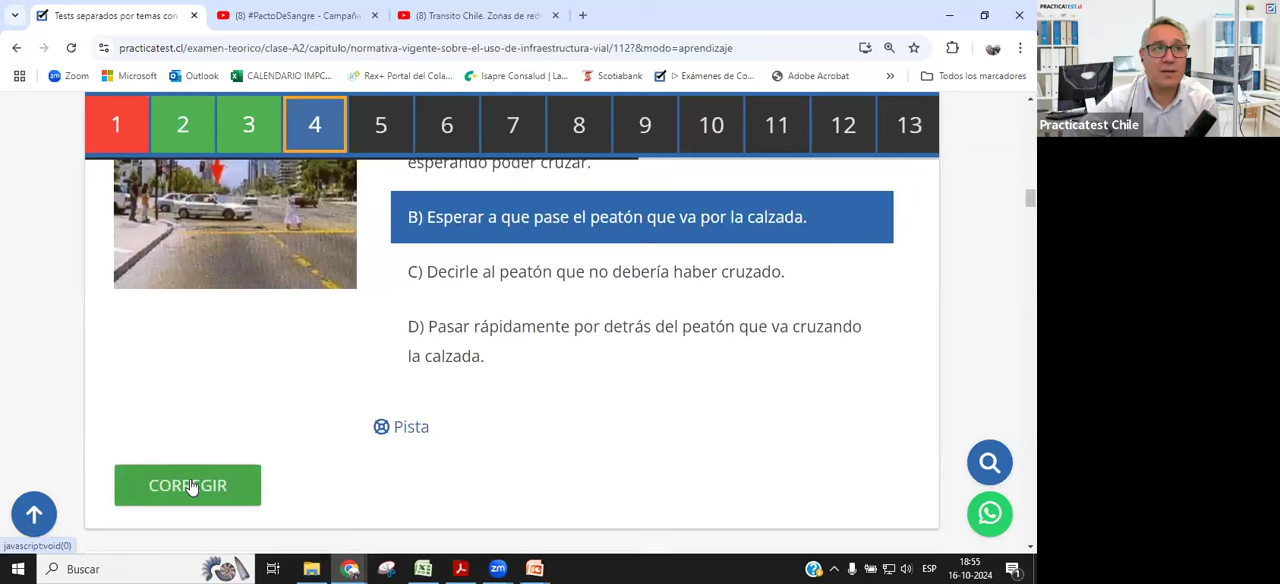 Tests separados por temas con
(8) #PactoDeSangre - Campaña
(8) Transito Chile. Zonas de rec
practicatest.cl/examen-teorico/clase-A2/capitulo/normativa-vigente-sobre-el-uso-de-infraestructura-vial/112?&modo=aprendizaje
Zoom
Microsoft
Outlook
CALENDARIO IMPC...
Rex+ Portal del Cola...
Isapre Consalud | La...
Scotiabank
▷ Exámenes de Co...
Adobe Acrobat
»
Todos los marcadores
1 2 3 4 6 7 8 9 10 11 12 13
esperando poder cruzar.
B) Esperar a que pase el peatón que va por la calzada.
C) Decirle al peatón que no debería haber cruzado.
D) Pasar rápidamente por detrás del peatón que va cruzando
la calzada.
Pista
CORREGIR
javascript:void(0)
Buscar
ESP
18:55
16-10-2024
1
PRACTICATEST.cl
Practicatest Chile